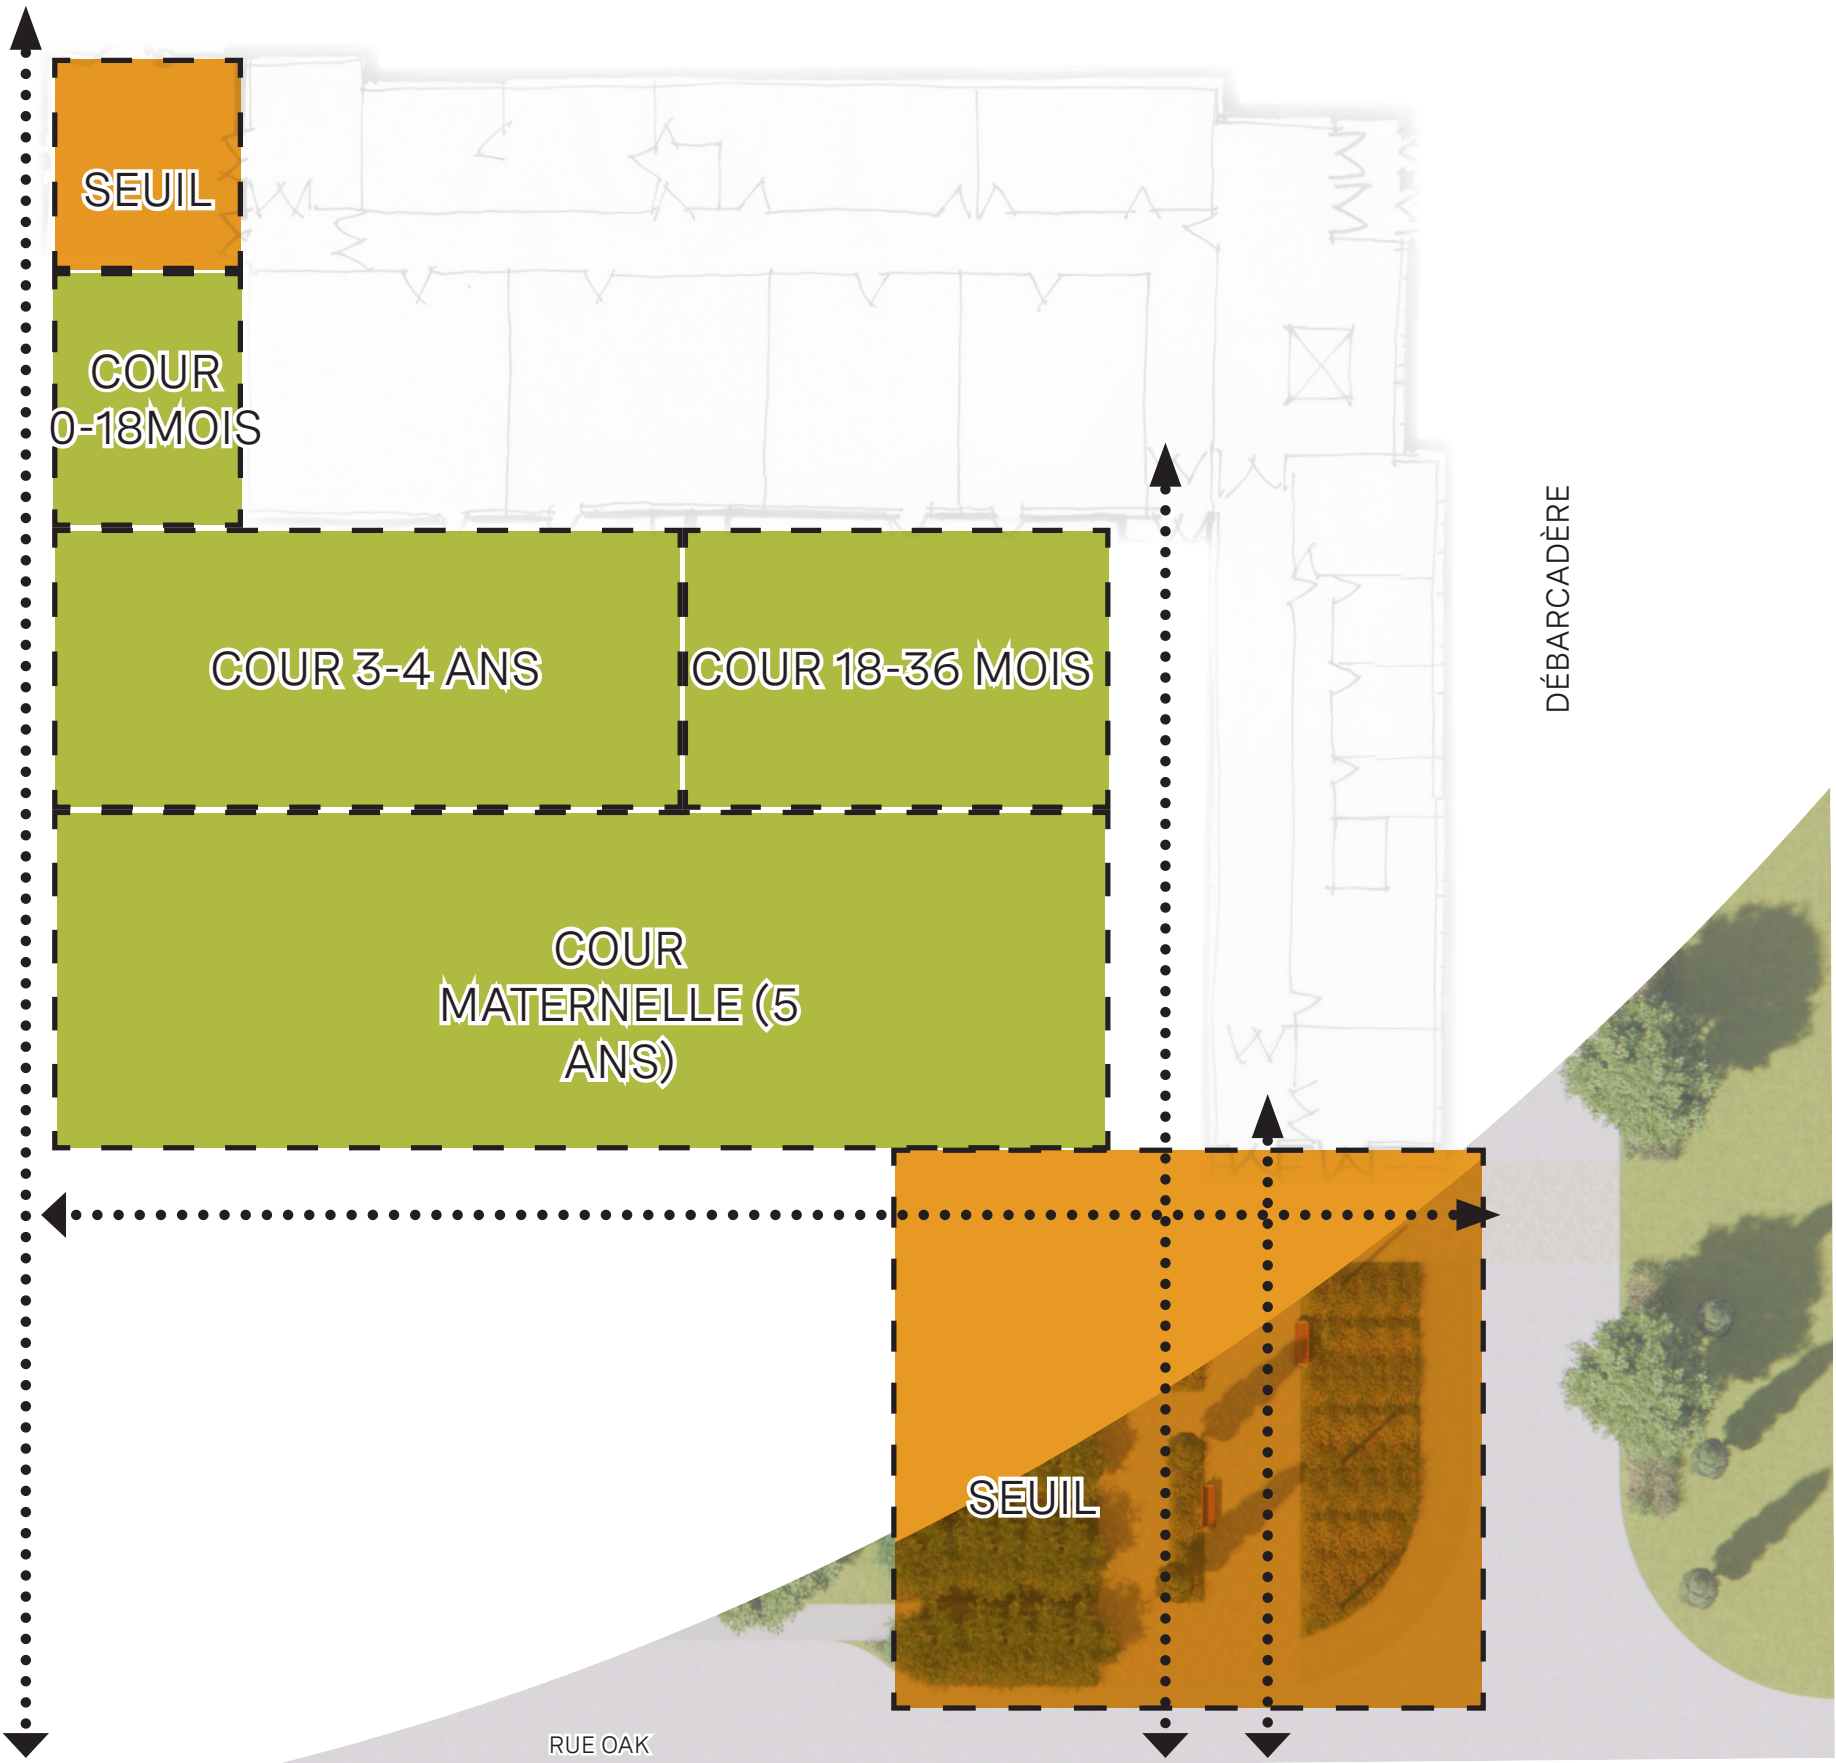 SEUIL
COUR
0-18MOIS
COUR 3-4 ANS
COUR 18-36 MOIS
DÉBARCADÈRE
COUR
MATERNELLE (5
ANS)
SEUIL
RUE OAK